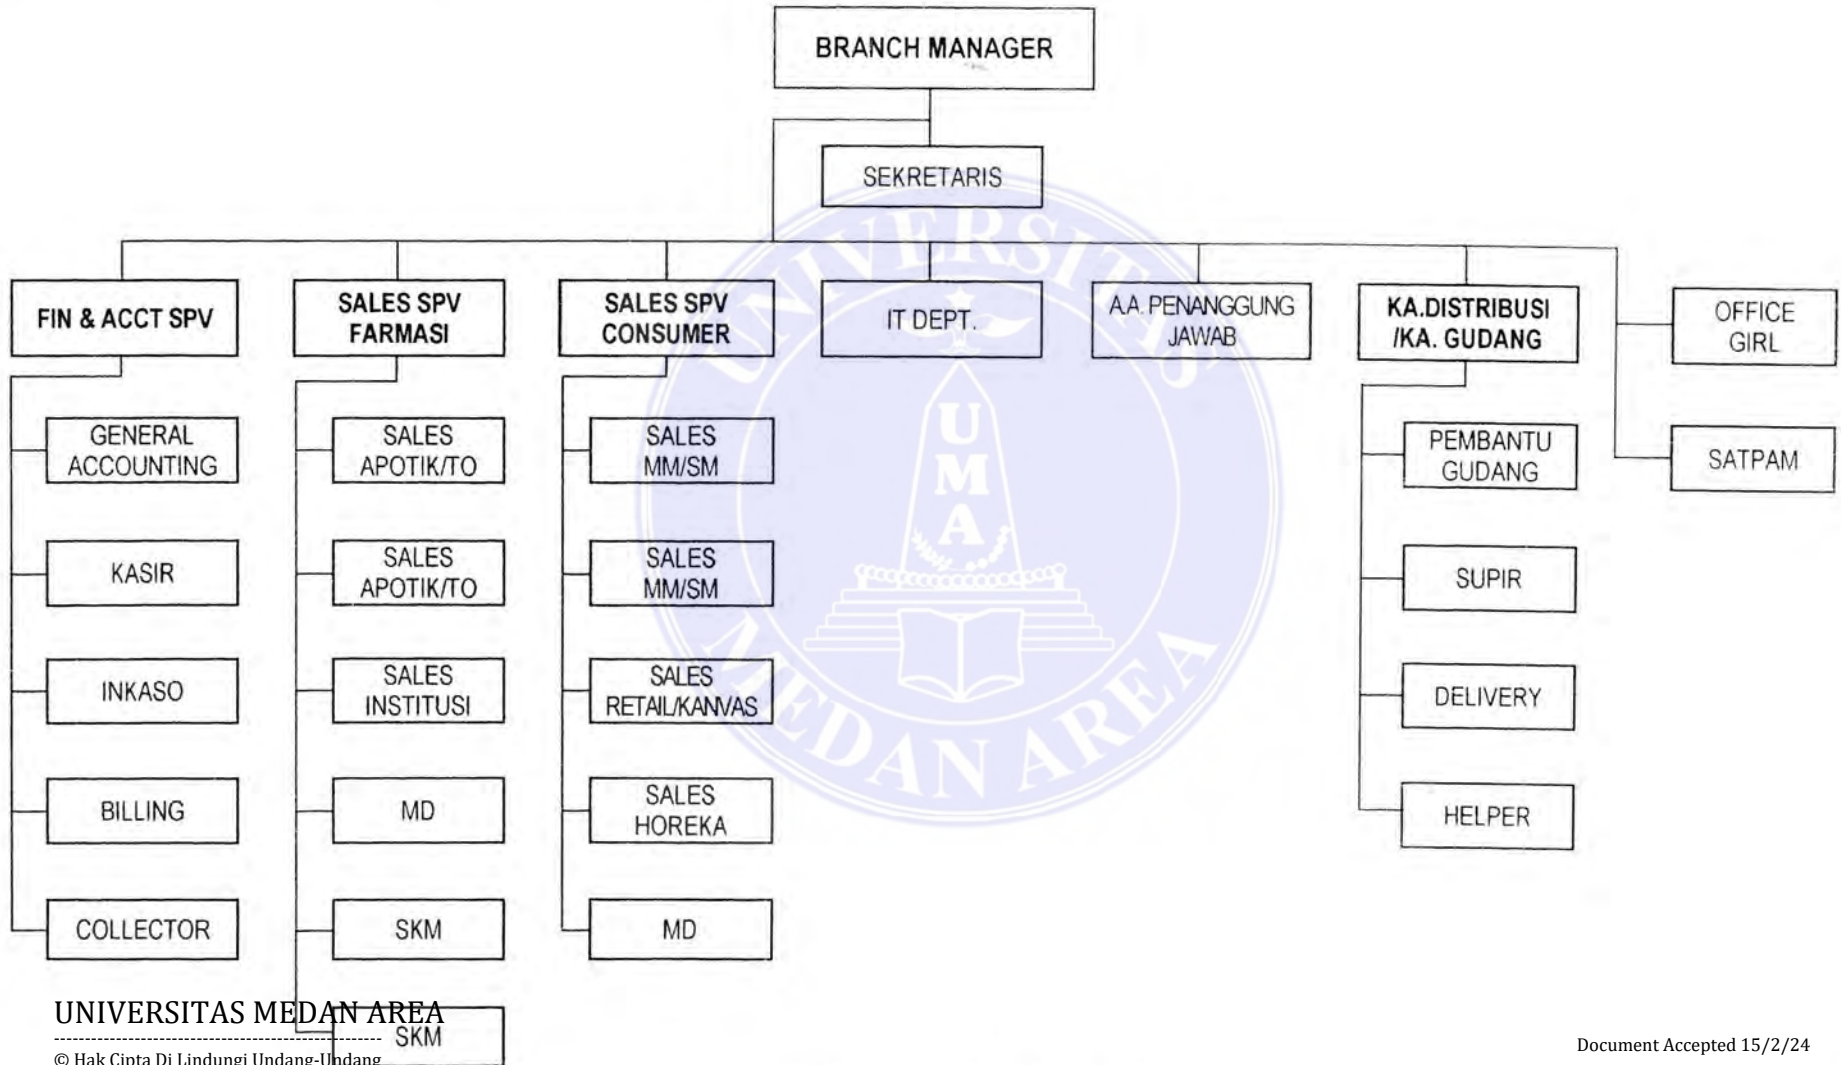 BRANCH MANAGER
SEKRETARIS
FIN & ACCT SPV
SALES SPV
FARMASI
SALES SPV
CONSUMER
IT DEPT.
A.A. PENANGGUNG
JAWAB
KA.DISTRIBUSI
/KA. GUDANG
OFFICE
GIRL
GENERAL
ACCOUNTING
SALES
APOTIK/TO
SALES
MM/SM
PEMBANTU
GUDANG
SATPAM
KASIR
SALES
APOTIK/TO
SALES
MM/SM
SUPIR
INKASO
SALES
INSTITUSI
SALES
RETAIL/KANVAS
DELIVERY
BILLING
MD
SALES
HOREKA
HELPER
COLLECTOR
SKM
MD
SKM
UNIVERSITAS MEDAN AREA
U
M
A
UNIVERSITAS MEDAN AREA
----------------------------------------------------
© Hak Cipta Di Lindungi Undang-Undang
Document Accepted 15/2/24